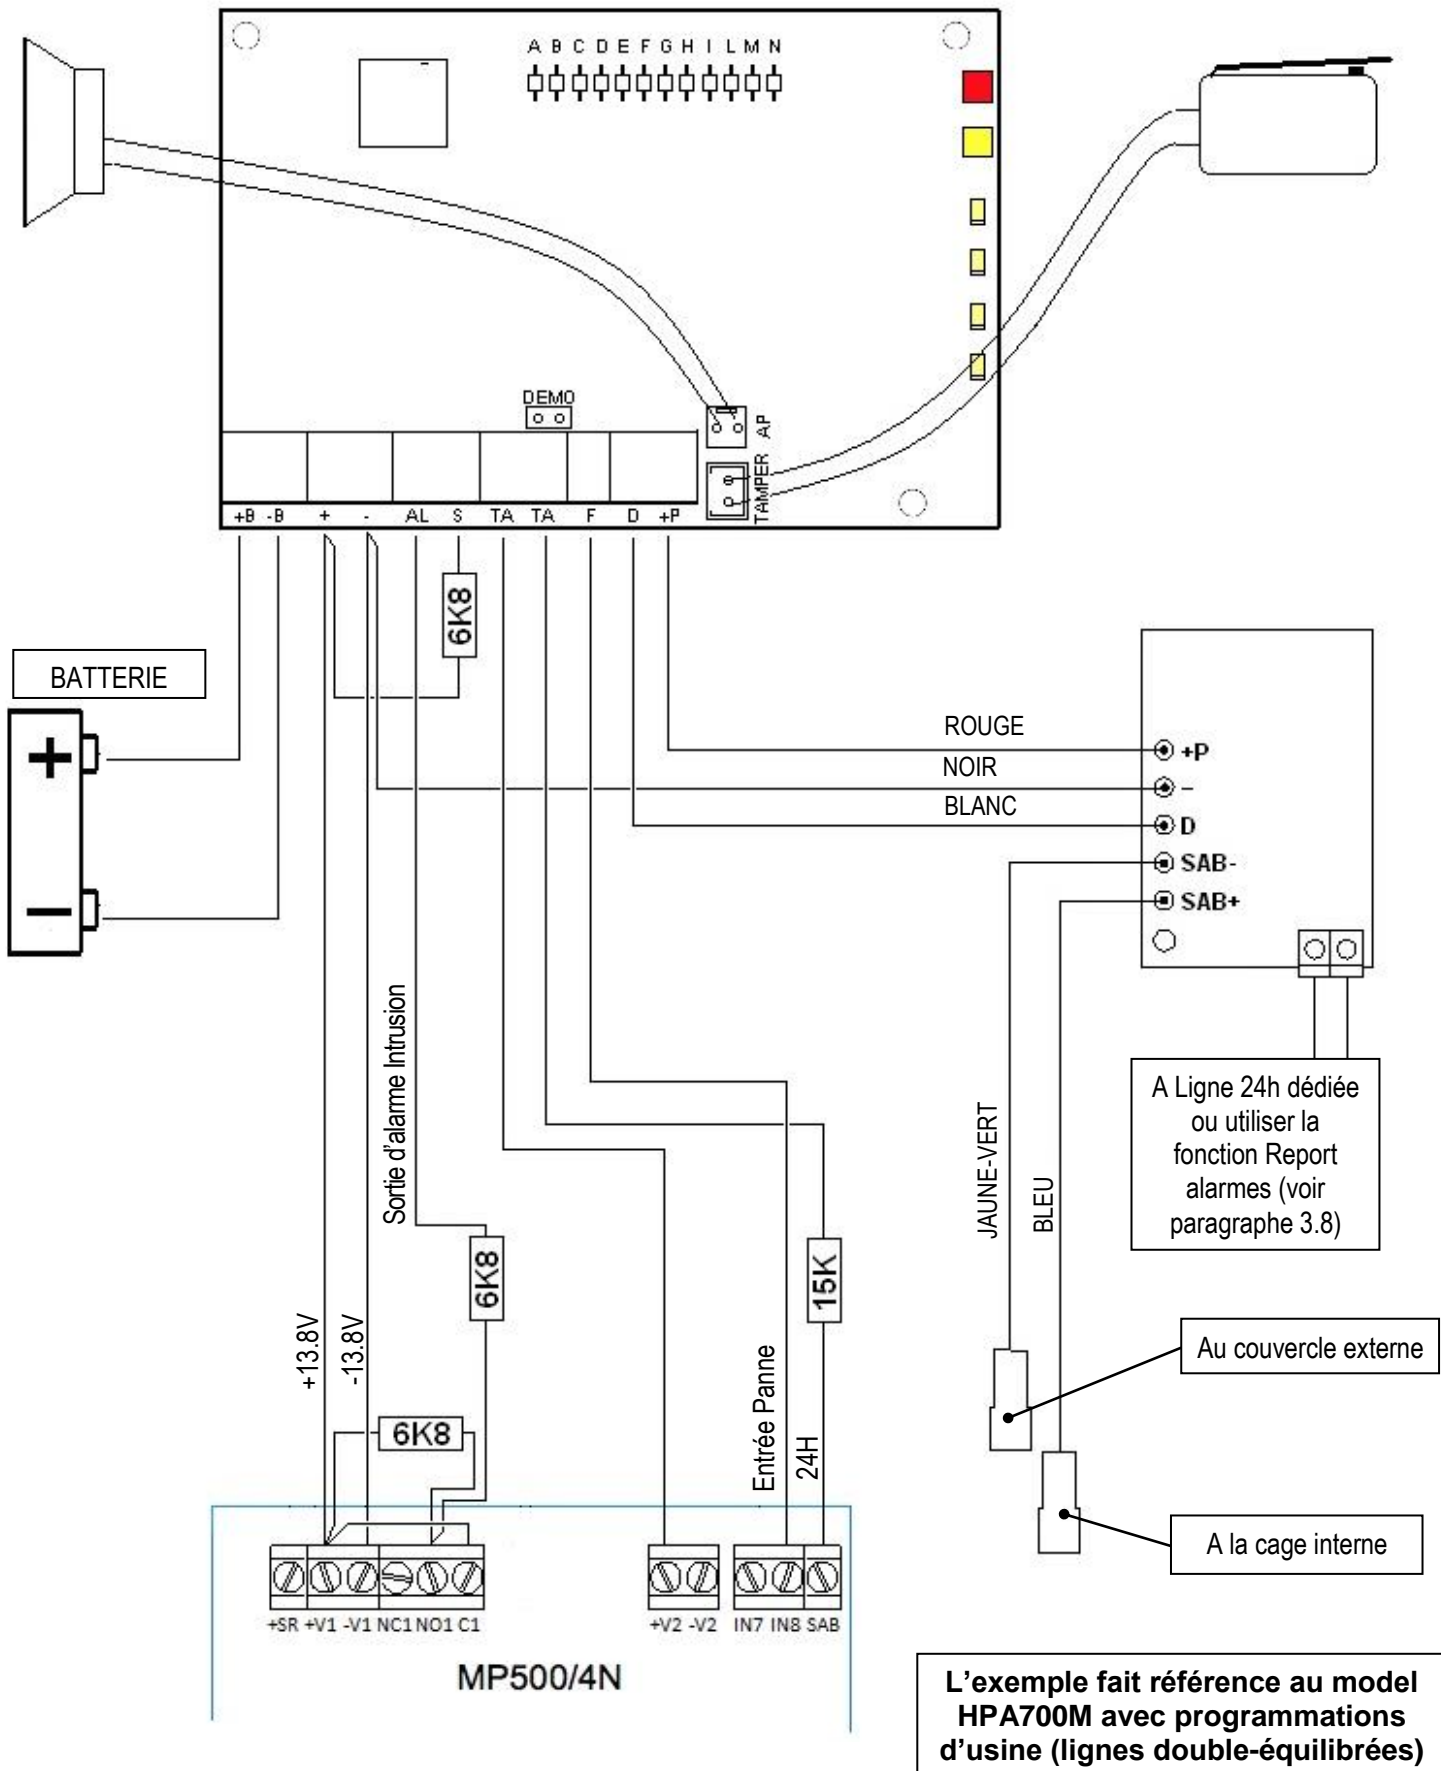 A B C D E F G H I L M N
DEMO
AP
TAMPER
+B -B + - AL S TA TA F D +P
6K8
BATTERIE
+
-
ROUGE
NOIR
BLANC
+P
-
D
SAB-
SAB+
Sortie d'alarme Intrusion
A Ligne 24h dédiée
ou utiliser la
fonction Report
alarmes (voir
paragraphe 3.8)
JAUNE-VERT
BLEU
6K8
15K
+13.8V
-13.8V
Entrée Panne
24H
6K8
Au couvercle externe
A la cage interne
+SR +V1 -V1 NC1 NO1 C1
+V2 -V2
IN7 IN8 SAB
MP500/4N
L'exemple fait référence au model
HPA700M avec programmations
d'usine (lignes double-équilibrées)